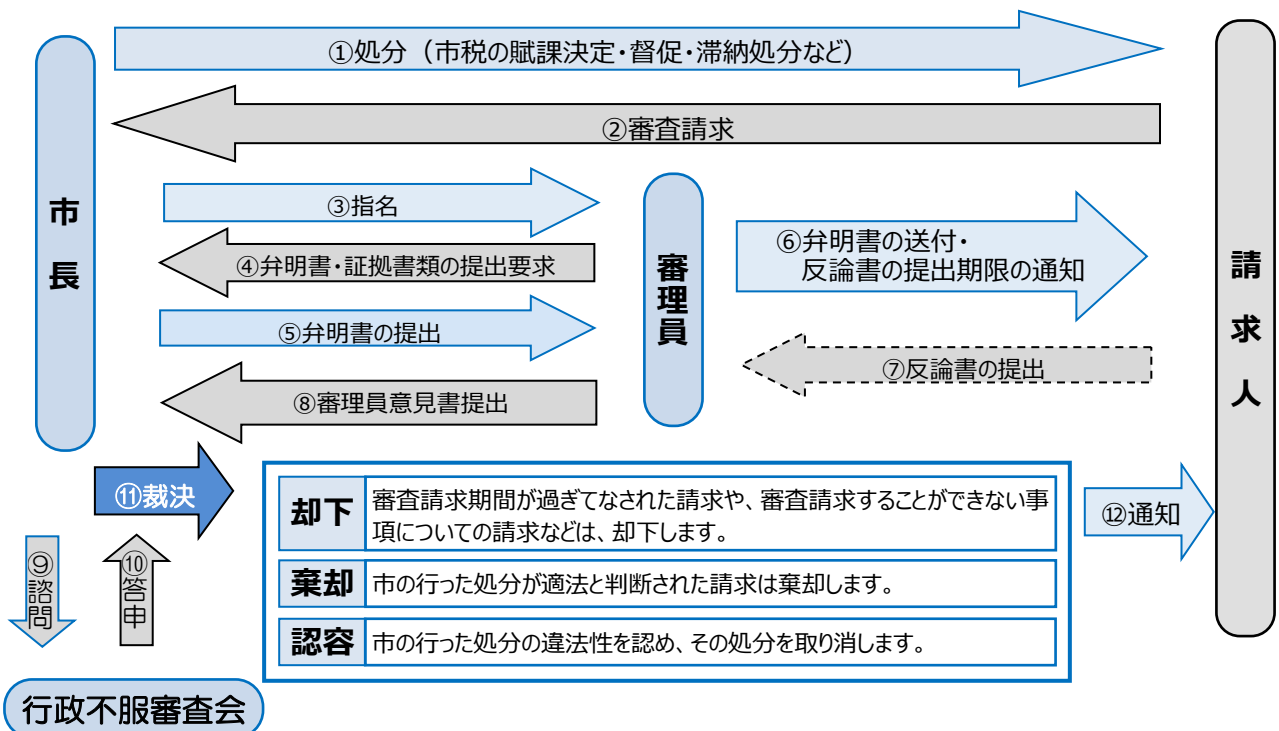 ①処分（市税の賦課決定・督促・滞納処分など）
②審査請求
市長
請求人
審理員
③指名
④弁明書・証拠書類の提出要求
⑤弁明書の提出
⑥弁明書の送付・
反論書の提出期限の通知
⑦反論書の提出
⑧審理員意見書提出
⑨諮問
⑩答申
⑪裁決
却下
審査請求期間が過ぎてなされた請求や、審査請求することができない事
項についての請求などは、却下します。
棄却
市の行った処分が適法と判断された請求は棄却します。
認容
市の行った処分の違法性を認め、その処分を取り消します。
⑫通知
行政不服審査会